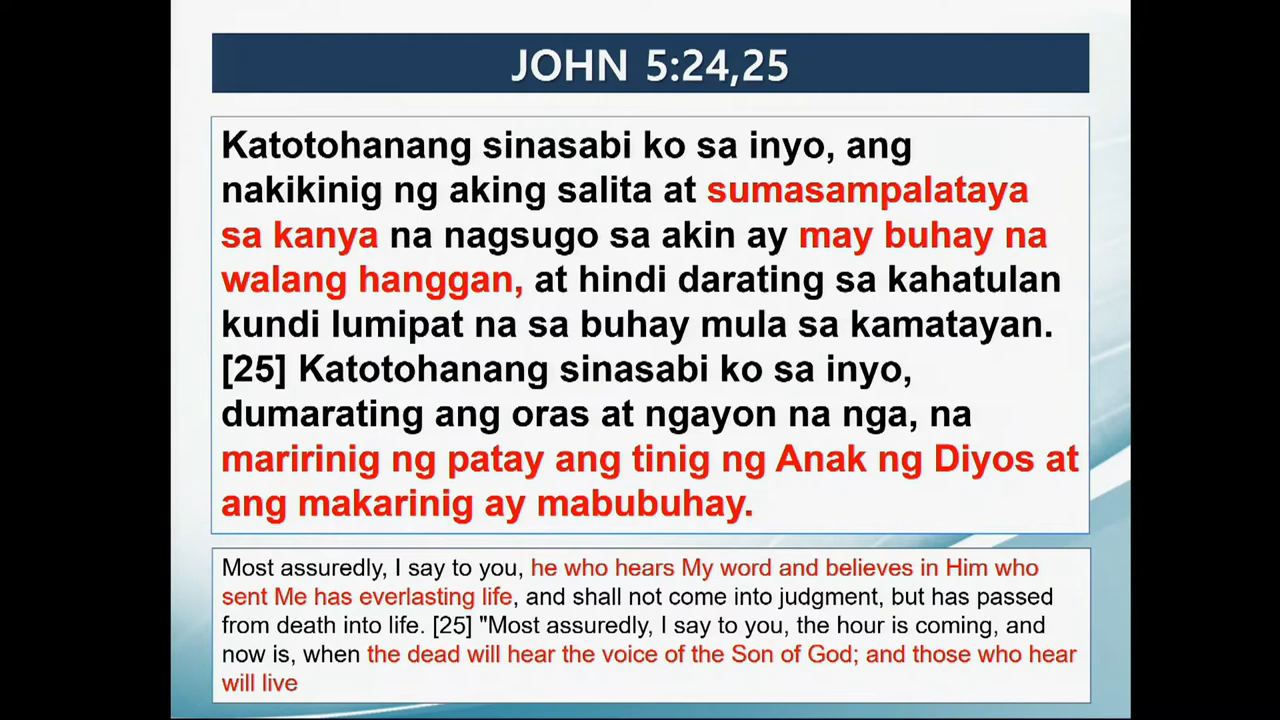 JOHN 5:24,25
Katotohanang sinasabi ko sa inyo, ang
nakikinig ng aking salita at sumasampalataya
sa kanya na nagsugo sa akin ay may buhay na
walang hanggan, at hindi darating sa kahatulan
kundi lumipat na sa buhay mula sa kamatayan.
[25] Katotohanang sinasabi ko sa inyo,
dumarating ang oras at ngayon na nga, na
maririnig ng patay ang tinig ng Anak ng Diyos at
ang makarinig ay mabubuhay.
Most assuredly, I say to you, he who hears My word and believes in Him who
sent Me has everlasting life, and shall not come into judgment, but has passed
from death into life. [25] "Most assuredly, I say to you, the hour is coming, and
now is, when the dead will hear the voice of the Son of God; and those who hear
will live